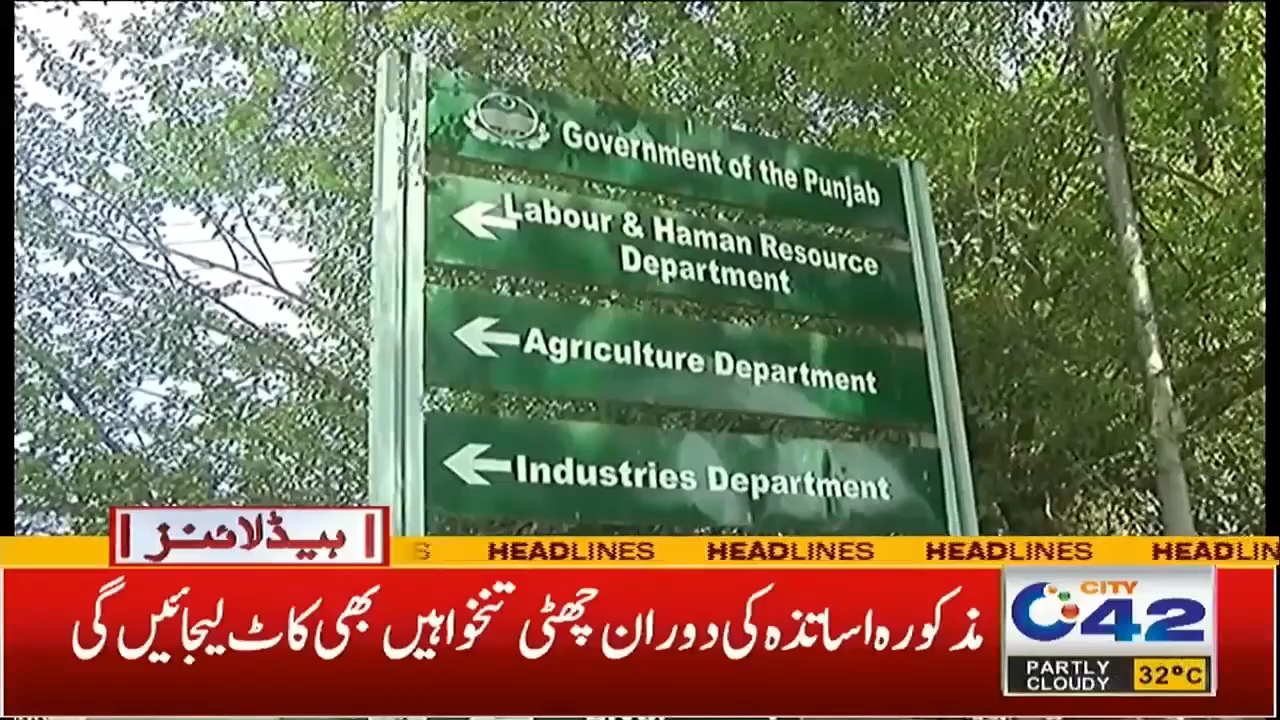 Government of the Punjab
Labour & Haman Resource
Department
Agriculture Department
Industries Department
ہیڈلائنز
HEADLINES HEADLINES HEADLINES HEADLIN
مذکورہ اساتذہ کی دوران چھٹی تنخواہیں بھی کاٹ لیجائیں گی
CITY
42
PARTLY
CLOUDY
32°C